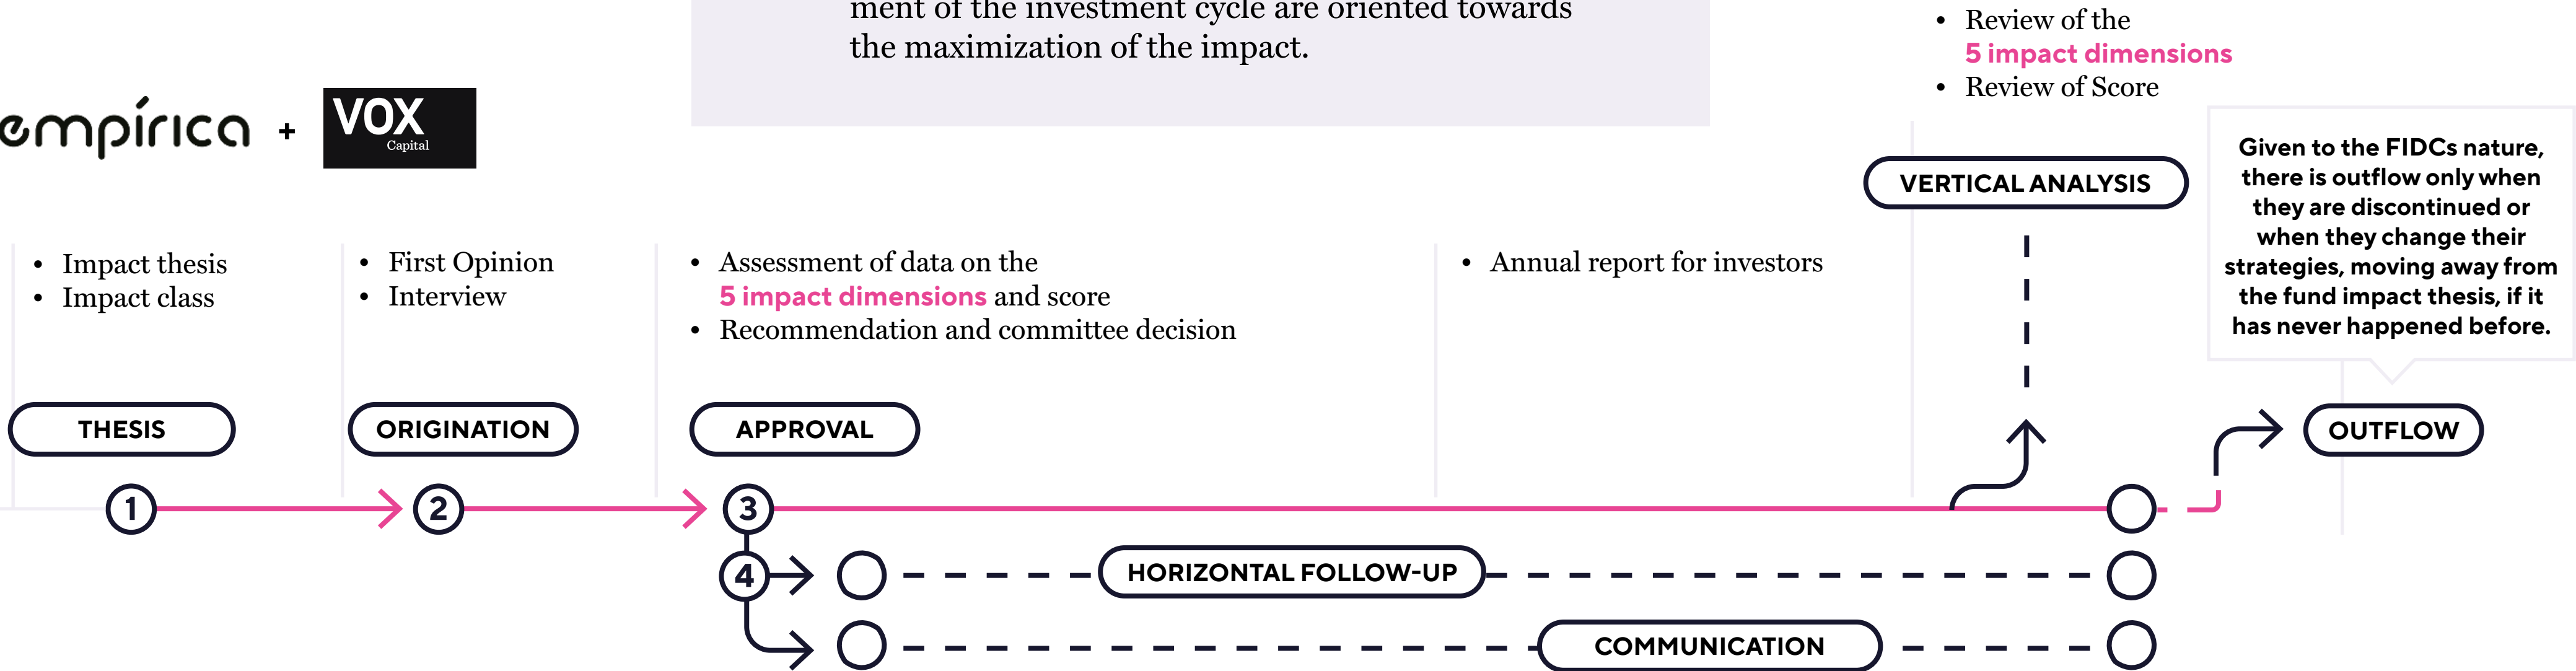 ment of the investment cycle are oriented towards
the maximization of the impact.
• Review of the
5 impact dimensions
• Review of Score
empírica + VOX
Capital
Given to the FIDCs nature,
there is outflow only when
they are discontinued or
when they change their
strategies, moving away from
the fund impact thesis, if it
has never happened before.
VERTICAL ANALYSIS
• Impact thesis
• Impact class
• First Opinion
• Interview
• Assessment of data on the
5 impact dimensions and score
• Recommendation and committee decision
• Annual report for investors
THESIS
ORIGINATION
APPROVAL
OUTFLOW
1
2
3
4
HORIZONTAL FOLLOW-UP
COMMUNICATION